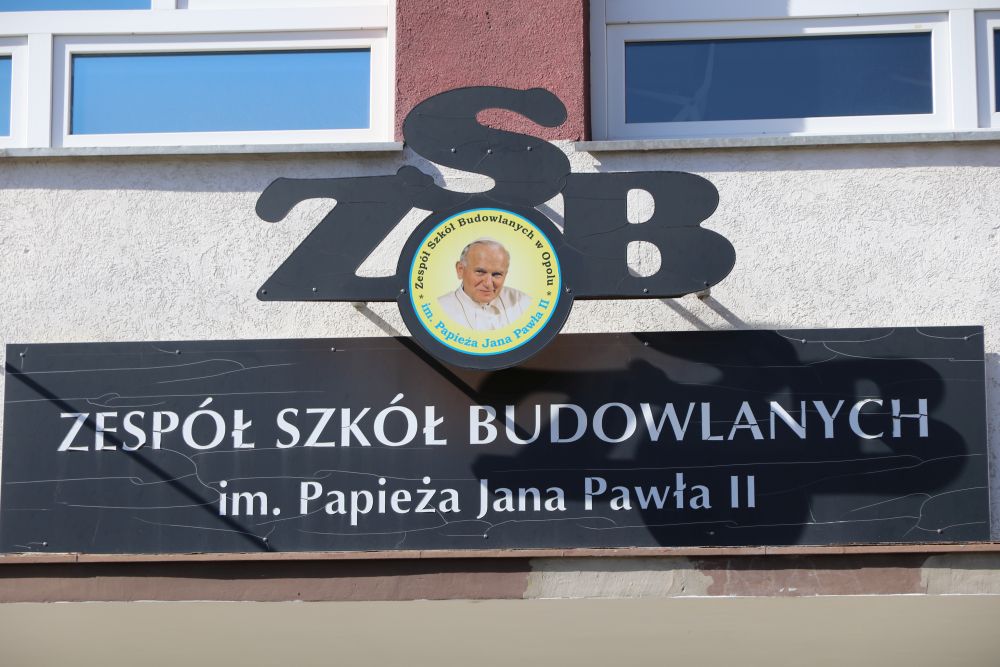 ZSB
* Zespół Szkół Budowlanych w Opolu *
im. Papieża Jana Pawła II
ZESPÓŁ SZKÓŁ BUDOWLANYCH
im. Papieża Jana Pawła II